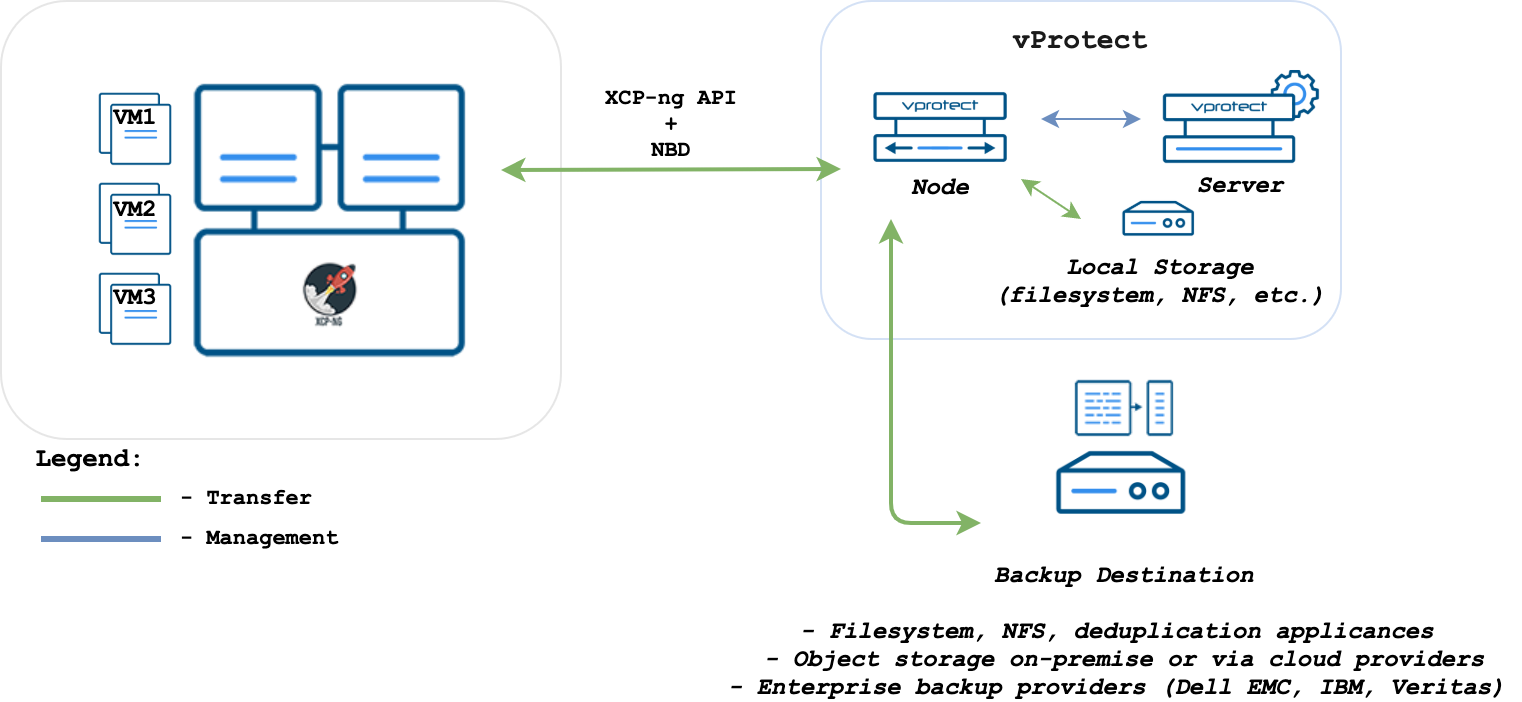 VM1
VM2
VM3
XCP-NG
XCP-ng API
+
NBD
vProtect
vprotect
vprotect
Node
Server
Local Storage
(filesystem, NFS, etc.)
Legend:
- Transfer
- Management
Backup Destination
- Filesystem, NFS, deduplication applicances
- Object storage on-premise or via cloud providers
- Enterprise backup providers (Dell EMC, IBM, Veritas)